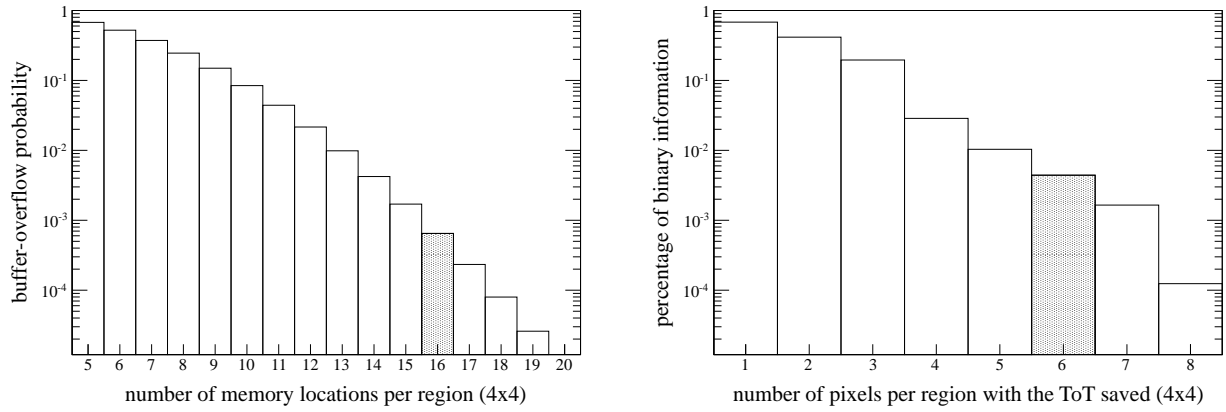 buffer-overflow probability
1
10⁻¹
10⁻²
10⁻³
10⁻⁴
5 6 7 8 9 10 11 12 13 14 15 16 17 18 19 20
number of memory locations per region (4x4)
percentage of binary information
1
10⁻¹
10⁻²
10⁻³
10⁻⁴
1 2 3 4 5 6 7 8
number of pixels per region with the ToT saved (4x4)